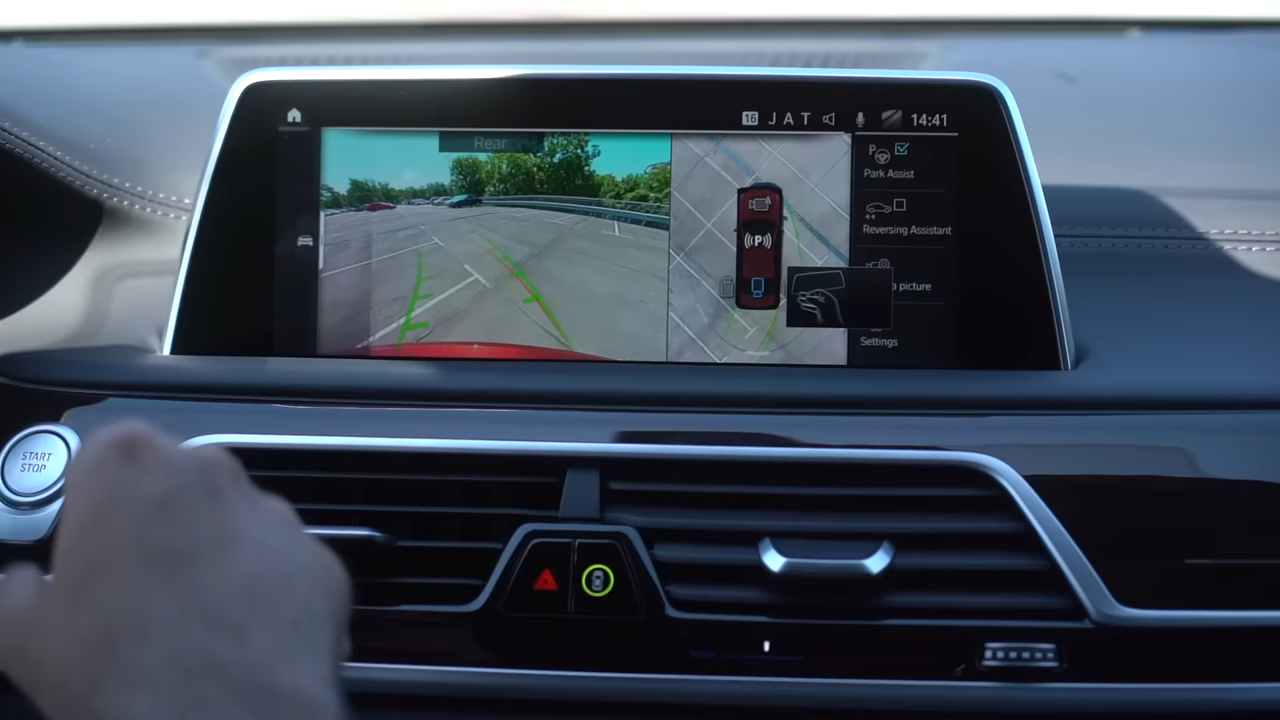 16 J A T 14:41
Rear
P
Park Assist
A
(P)
Reversing Assistant
a picture
Settings
START
STOP